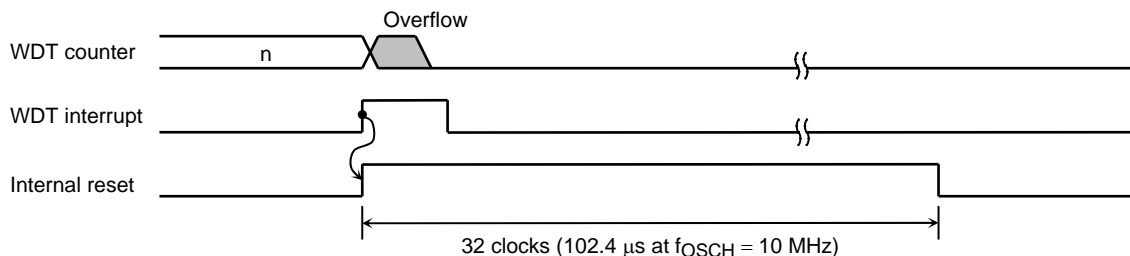 Overflow
WDT counter
n
WDT interrupt
Internal reset
32 clocks (102.4 μs at fOSCH = 10 MHz)